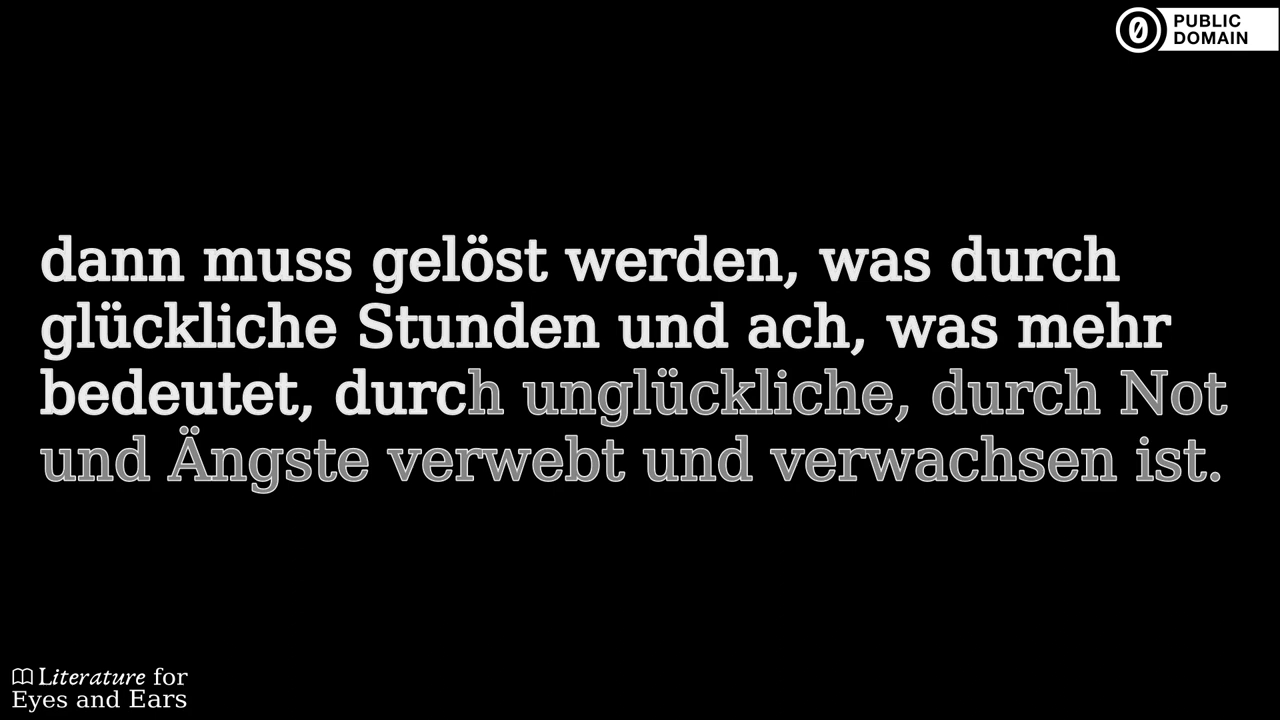 PUBLIC
DOMAIN
dann muss gelöst werden, was durch
glückliche Stunden und ach, was mehr
bedeutet, durch unglückliche, durch Not
und Ängste verwebt und verwachsen ist.
Literature for
Eyes and Ears